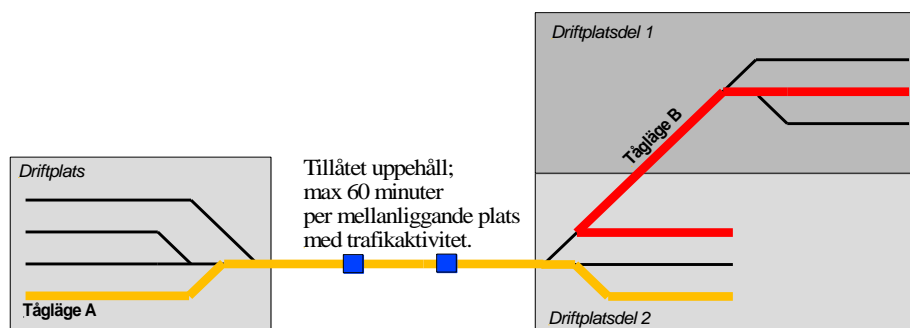 Driftplatsdel 1
Tågläge B
Driftplats
Tillåtet uppehåll;
max 60 minuter
per mellanliggande plats
med trafikaktivitet.
Tågläge A
Driftplatsdel 2